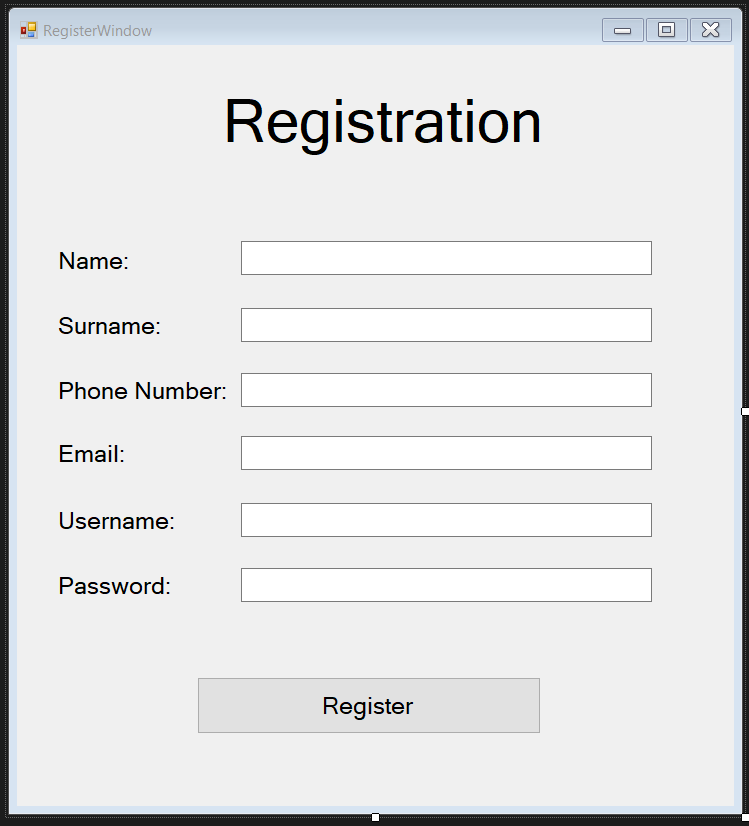 RegisterWindow
Registration
Name:
Surname:
Phone Number:
Email:
Username:
Password:
Register